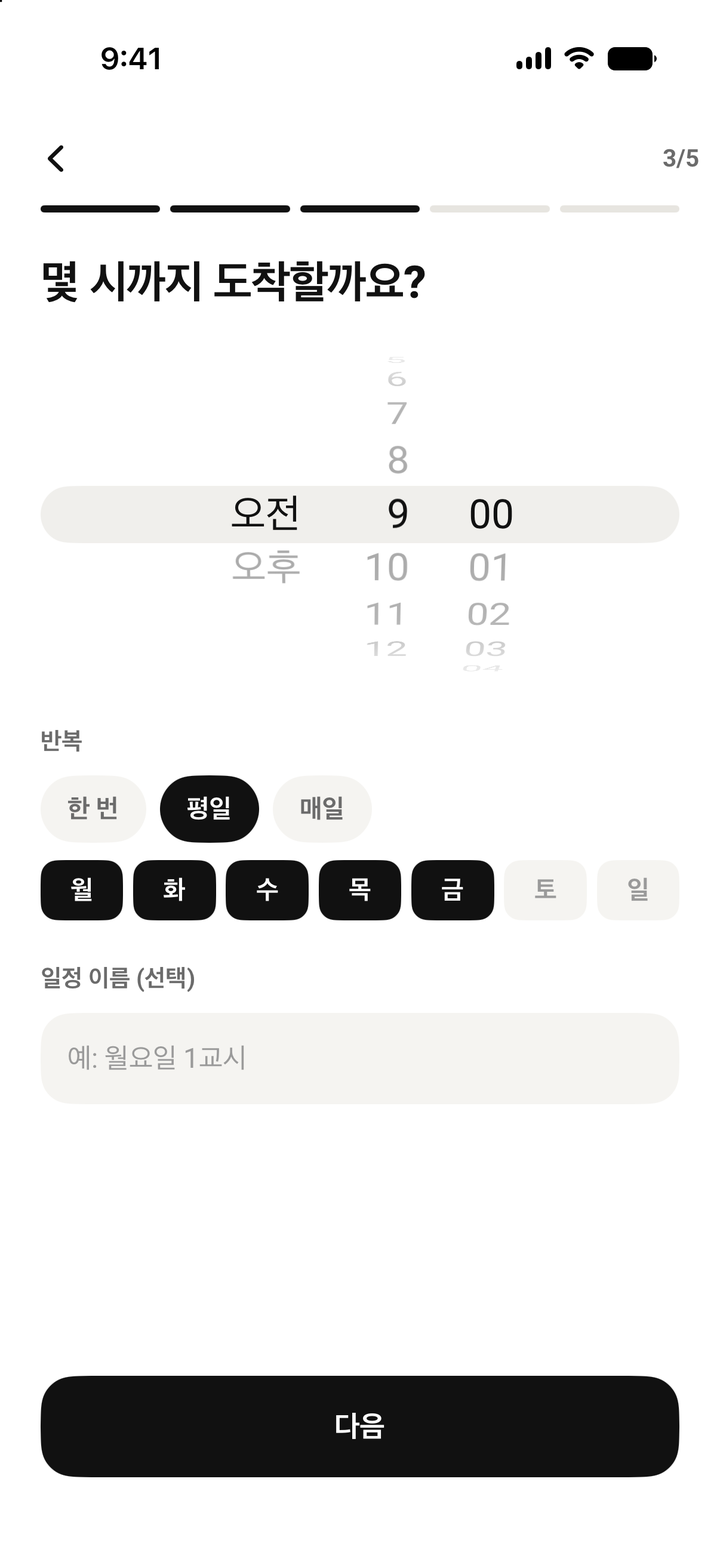 9:41
3/5
몇 시까지 도착할까요?
5
6
7
8
오전 9 00
오후 10 01
11 02
12 03
04
반복
한 번 평일 매일
월 화 수 목 금 토 일
일정 이름 (선택)
예: 월요일 1교시
다음